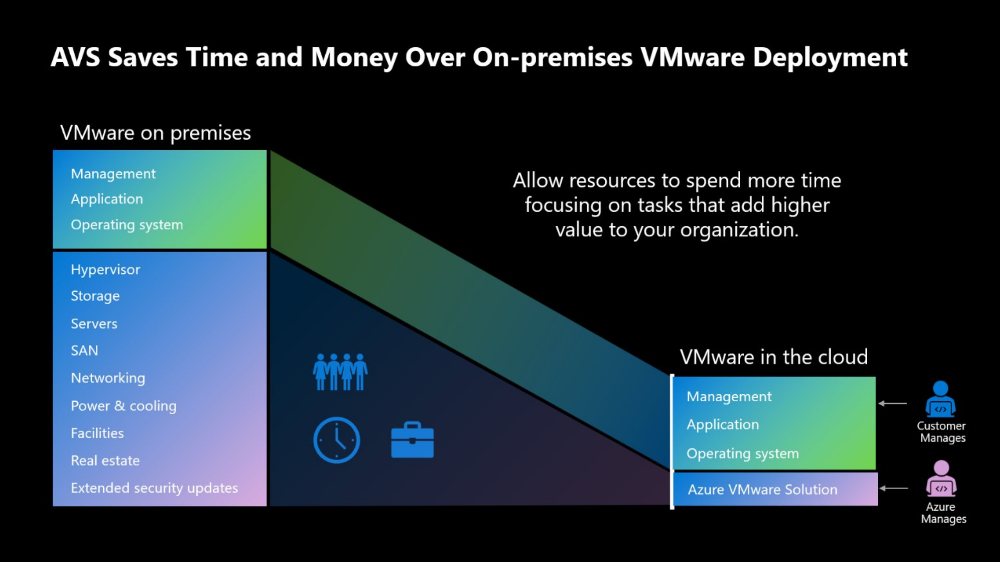 AVS Saves Time and Money Over On-premises VMware Deployment
VMware on premises
Management
Application
Operating system
Hypervisor
Storage
Servers
SAN
Networking
Power & cooling
Facilities
Real estate
Extended security updates
Allow resources to spend more time
focusing on tasks that add higher
value to your organization.
VMware in the cloud
Management
Application
Operating system
Azure VMware Solution
</>
Customer
Manages
</>
Azure
Manages